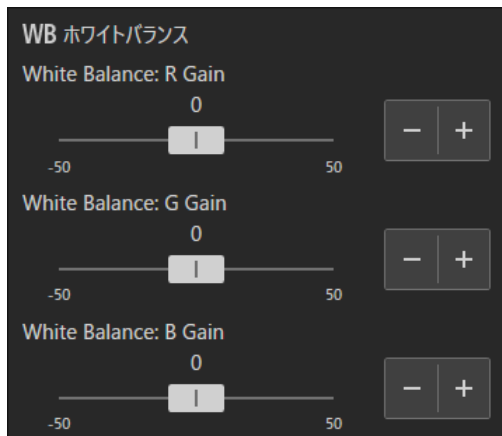 WB ホワイトバランス
White Balance: R Gain
0
− +
-50 50
White Balance: G Gain
0
− +
-50 50
White Balance: B Gain
0
− +
-50 50